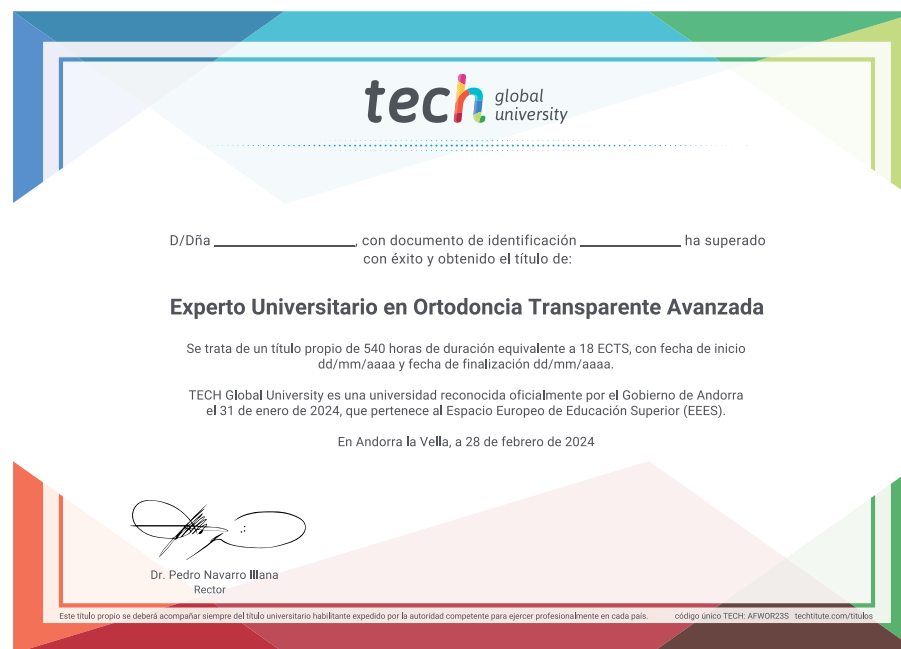 tech global university
D/Dña ______________, con documento de identificación __________ ha superado
con éxito y obtenido el título de:
Experto Universitario en Ortodoncia Transparente Avanzada
Se trata de un título propio de 540 horas de duración equivalente a 18 ECTS, con fecha de inicio
dd/mm/aaaa y fecha de finalización dd/mm/aaaa.
TECH Global University es una universidad reconocida oficialmente por el Gobierno de Andorra
el 31 de enero de 2024, que pertenece al Espacio Europeo de Educación Superior (EEES).
En Andorra la Vella, a 28 de febrero de 2024
Dr. Pedro Navarro Illana
Rector
Este título propio se deberá acompañar siempre del título universitario habilitante expedido por la autoridad competente para ejercer profesionalmente en cada país. código único TECH: AFWOR23S techtitute.com/titulos